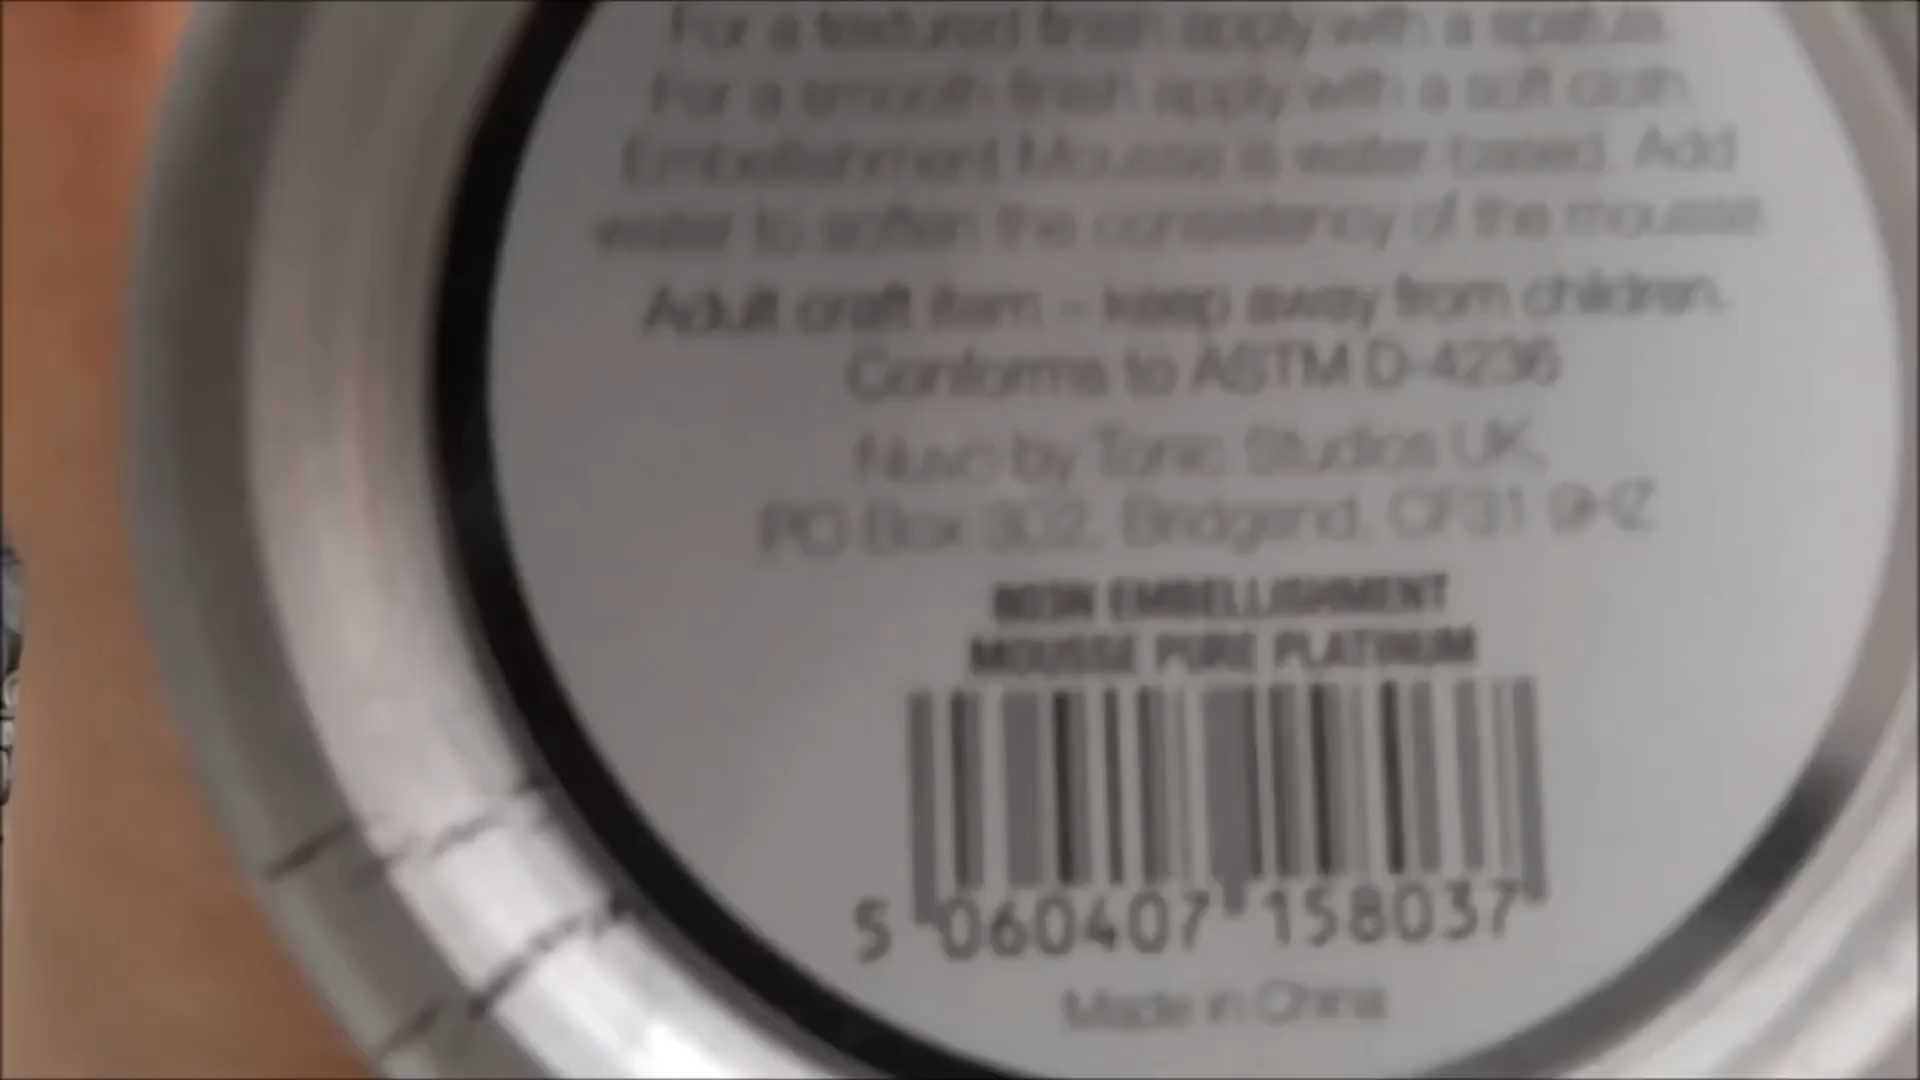 For a textured finish apply with a spatula.
For a smooth finish apply with a soft cloth.
Embellishment Mousse is water based. Add
water to soften the consistency of the mousse.
Adult craft item – keep away from children.
Conforms to ASTM D-4236
Nuvo by Tonic Studios UK,
PO Box 302, Bridgend, CF31 9HZ
803N EMBELLISHMENT
MOUSSE PURE PLATINUM
5 060407 158037
Made in China